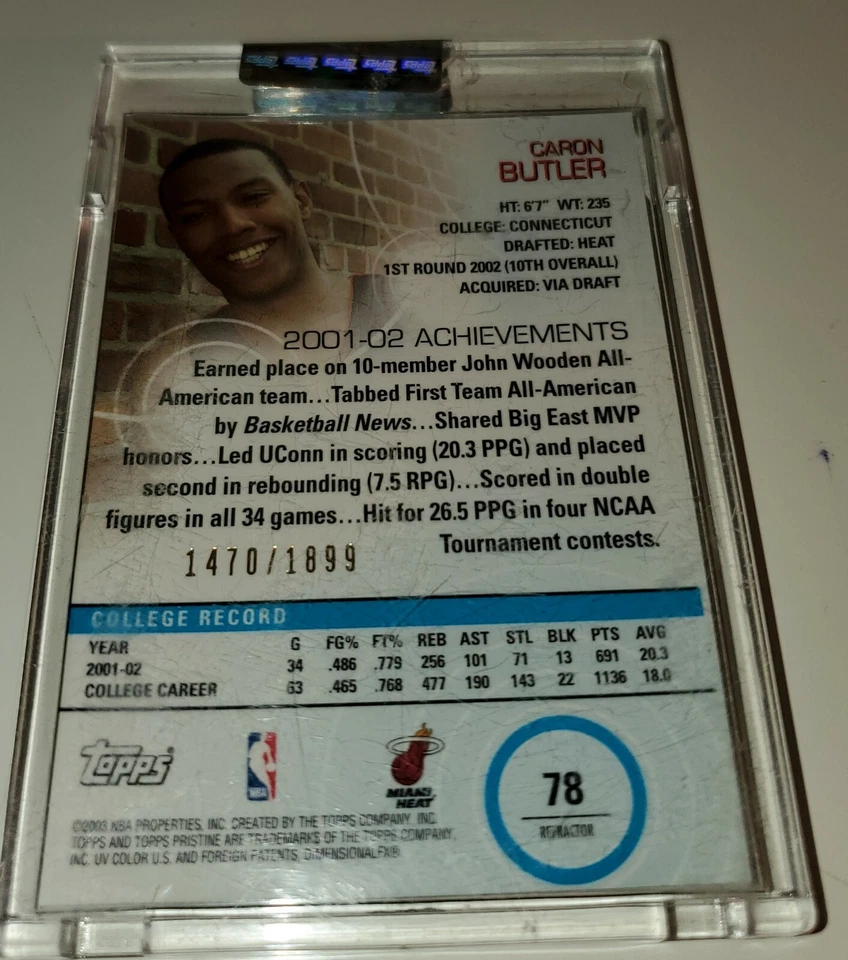 Topps Topps Topps Topps Topps
CARON
BUTLER
HT: 6'7" WT: 235
COLLEGE: CONNECTICUT
DRAFTED: HEAT
1ST ROUND 2002 (10TH OVERALL)
ACQUIRED: VIA DRAFT
2001-02 ACHIEVEMENTS
Earned place on 10-member John Wooden All-
American team...Tabbed First Team All-American
by Basketball News...Shared Big East MVP
honors...Led UConn in scoring (20.3 PPG) and placed
second in rebounding (7.5 RPG)...Scored in double
figures in all 34 games...Hit for 26.5 PPG in four NCAA
Tournament contests.
1470/1899
COLLEGE RECORD
YEAR G FG% FT% REB AST STL BLK PTS AVG
2001-02 34 .486 .779 256 101 71 13 691 20.3
COLLEGE CAREER 63 .465 .768 477 190 143 22 1136 18.0
Topps
NBA
MIAMI
HEAT
78
REFRACTOR
©2003 NBA PROPERTIES, INC. CREATED BY THE TOPPS COMPANY, INC.
TOPPS AND TOPPS PRISTINE ARE TRADEMARKS OF THE TOPPS COMPANY,
INC. UV COLOR U.S. AND FOREIGN PATENTS, DIMENSIONALFX®